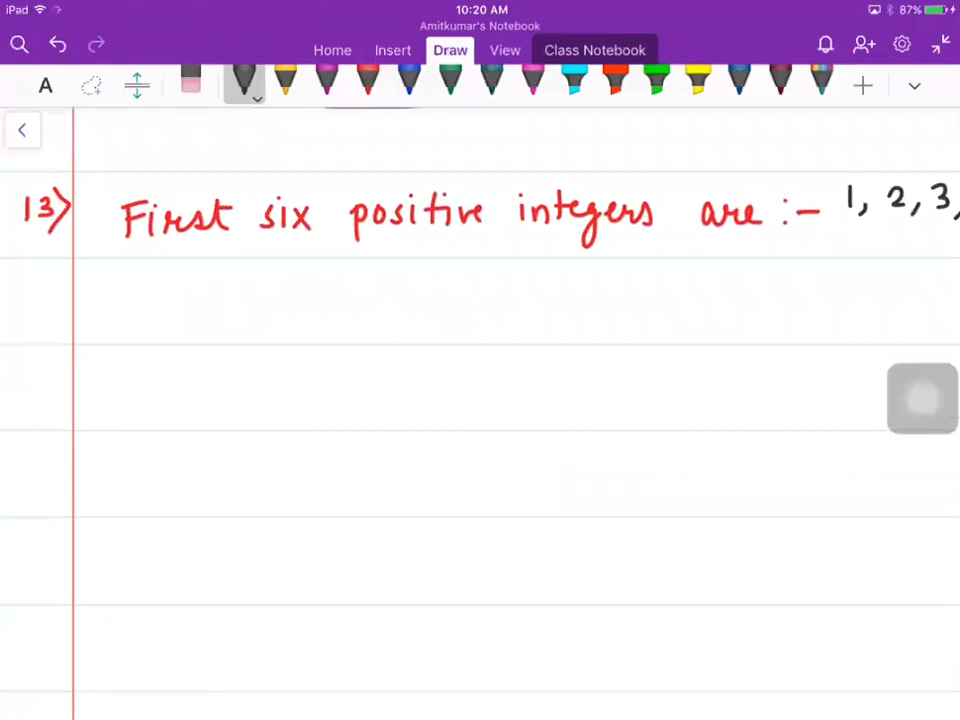 iPad 10:20 AM 87%
Amitkumar's Notebook
Home Insert Draw View Class Notebook
A
13) First six positive integers are :- 1, 2, 3,